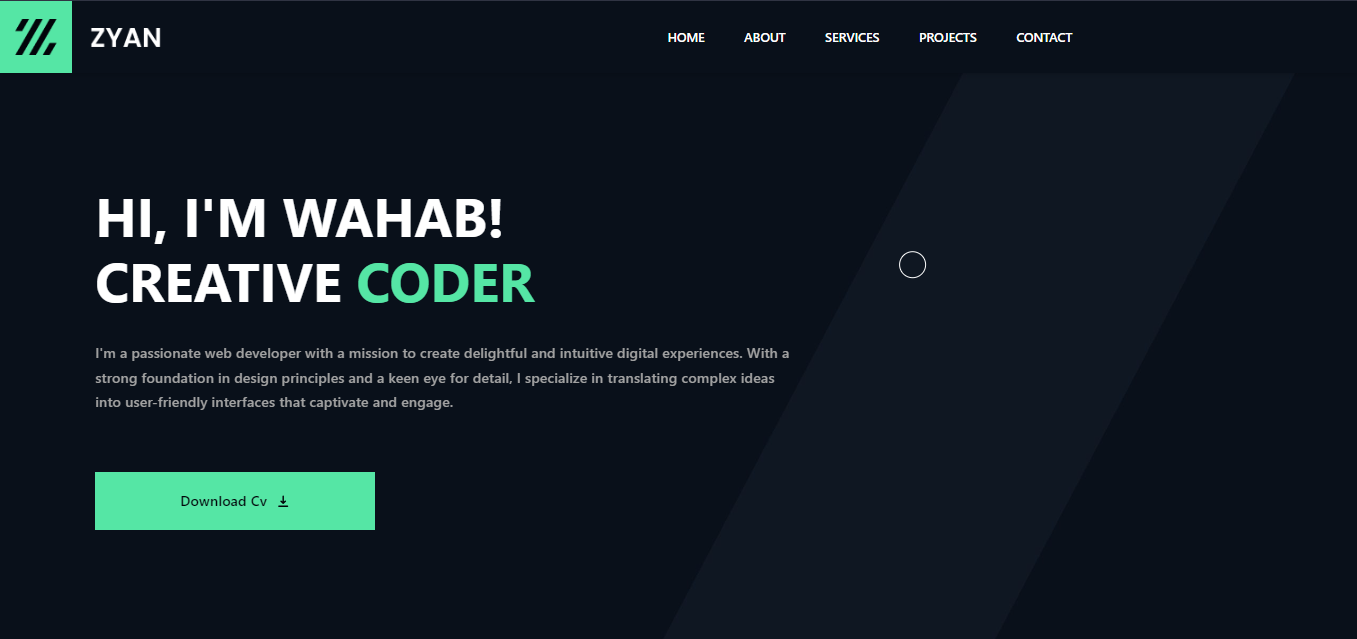 ZYAN
HOME ABOUT SERVICES PROJECTS CONTACT
HI, I'M WAHAB!
CREATIVE CODER
I'm a passionate web developer with a mission to create delightful and intuitive digital experiences. With a
strong foundation in design principles and a keen eye for detail, I specialize in translating complex ideas
into user-friendly interfaces that captivate and engage.
Download Cv